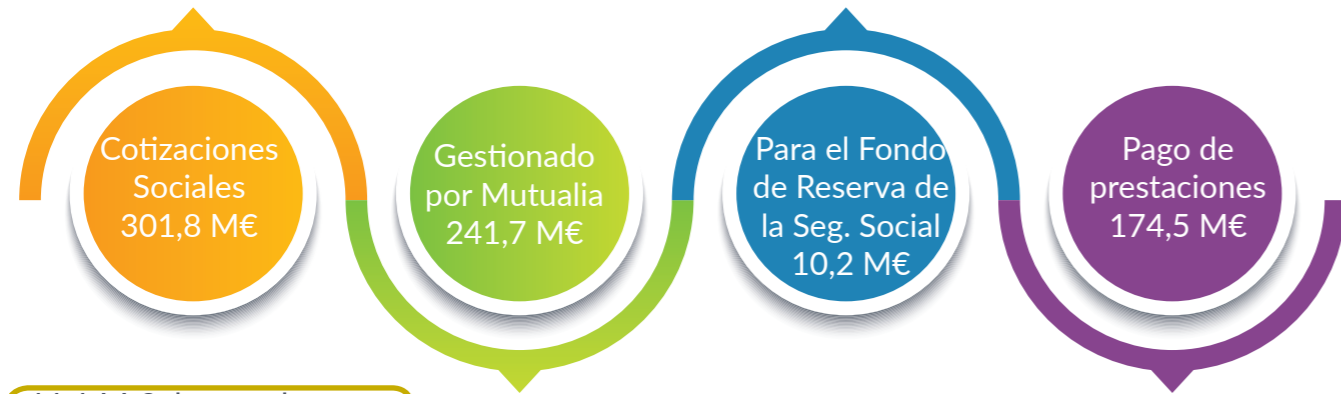 Cotizaciones
Sociales
301,8 M€
Gestionado
por Mutualia
241,7 M€
Para el Fondo
de Reserva de
la Seg. Social
10,2 M€
Pago de
prestaciones
174,5 M€